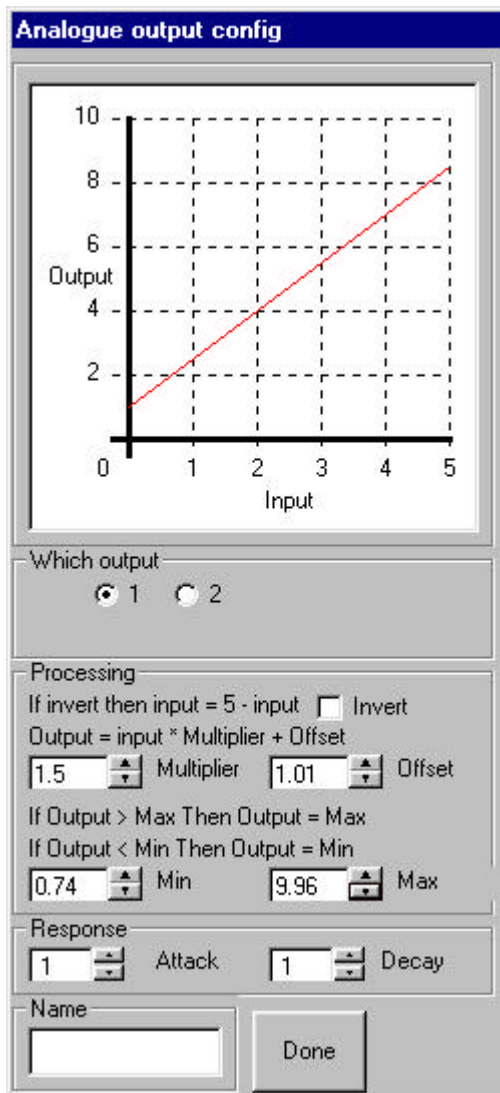 Analogue output config
10
8
6
Output
4
2
0 1 2 3 4 5
Input
Which output
1 2
Processing
If invert then input = 5 - input Invert
Output = input * Multiplier + Offset
1.5 Multiplier 1.01 Offset
If Output > Max Then Output = Max
If Output < Min Then Output = Min
0.74 Min 9.96 Max
Response
1 Attack 1 Decay
Name
Done